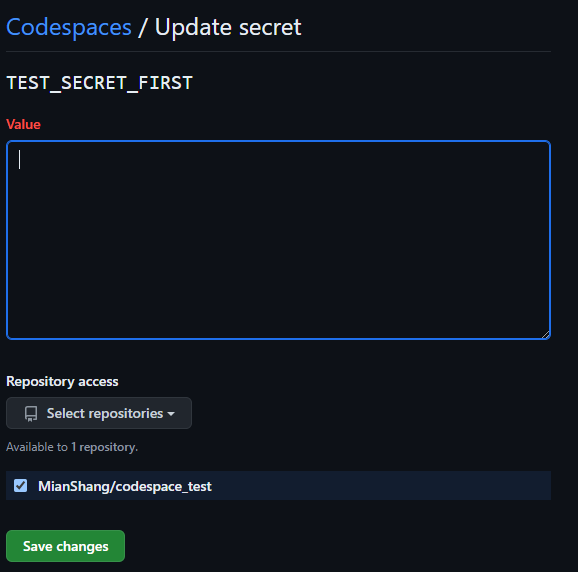 Codespaces / Update secret
TEST_SECRET_FIRST
Value
Repository access
Select repositories
Available to 1 repository.
MianShang/codespace_test
Save changes